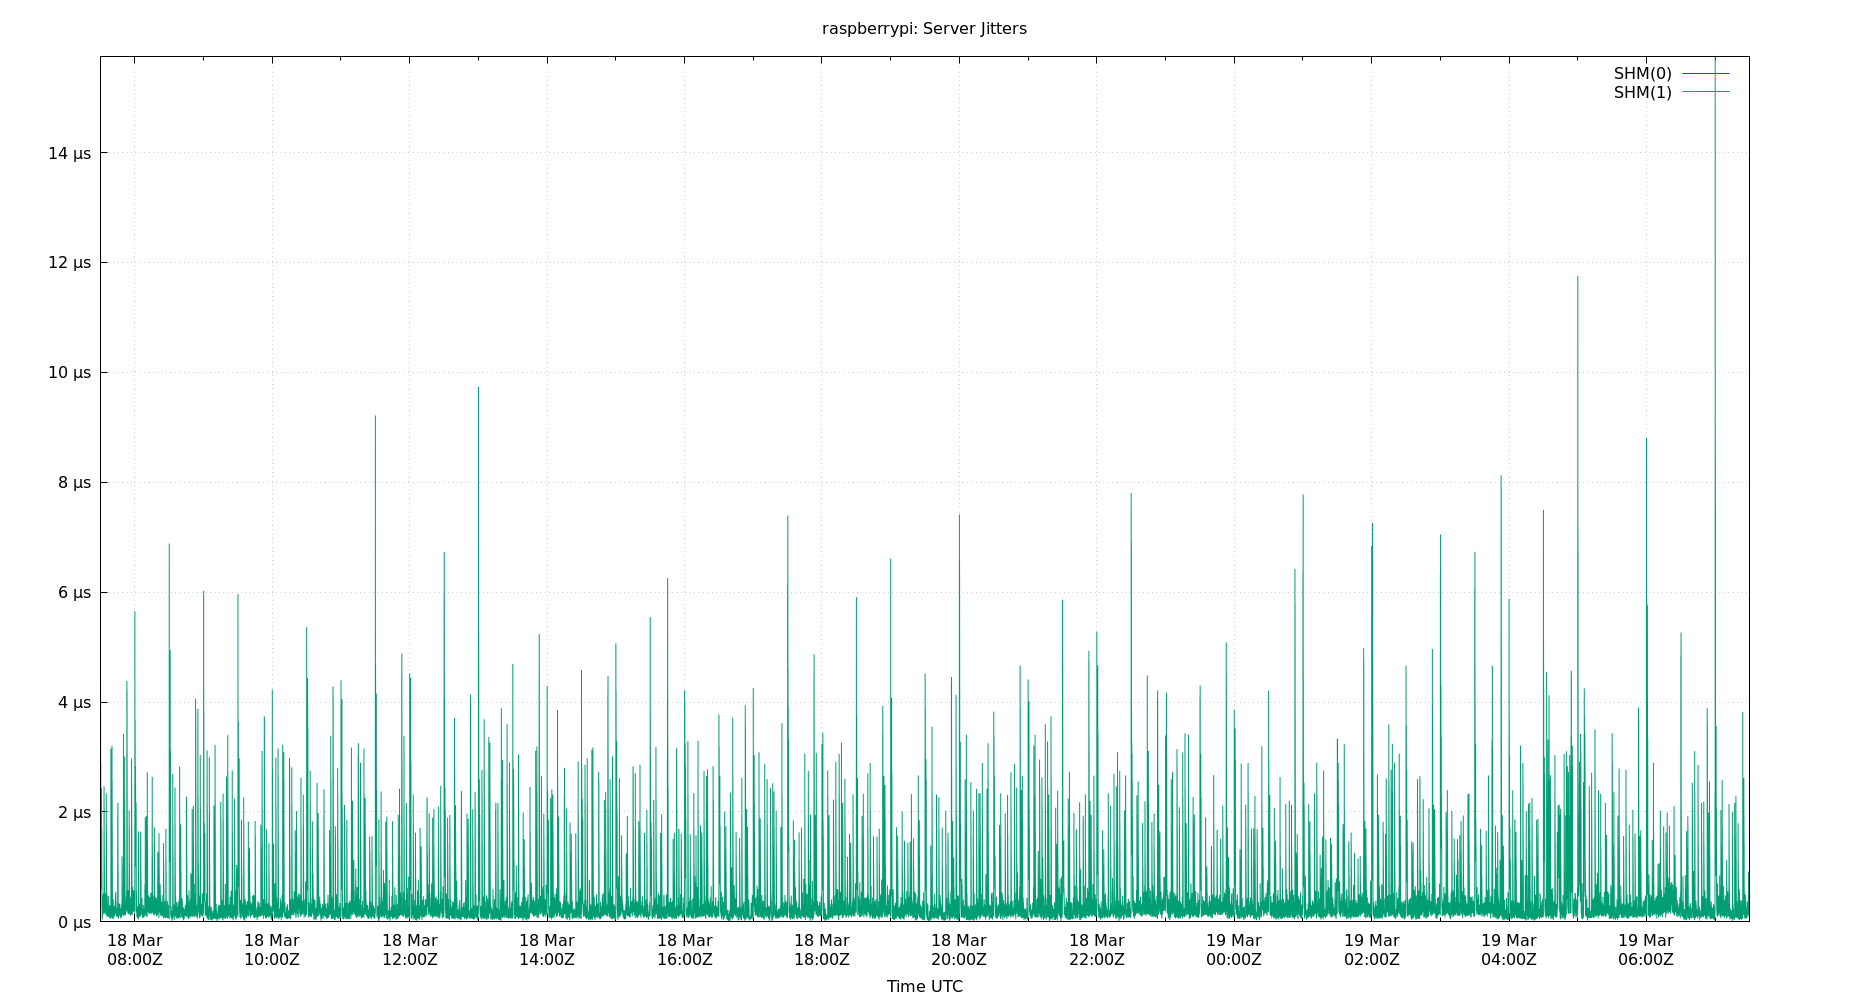 raspberrypi: Server Jitters
SHM(0)
SHM(1)
14 µs
12 µs
10 µs
8 µs
6 µs
4 µs
2 µs
0 µs
18 Mar 18 Mar 18 Mar 18 Mar 18 Mar 18 Mar 18 Mar 18 Mar 19 Mar 19 Mar 19 Mar 19 Mar
08:00Z 10:00Z 12:00Z 14:00Z 16:00Z 18:00Z 20:00Z 22:00Z 00:00Z 02:00Z 04:00Z 06:00Z
Time UTC